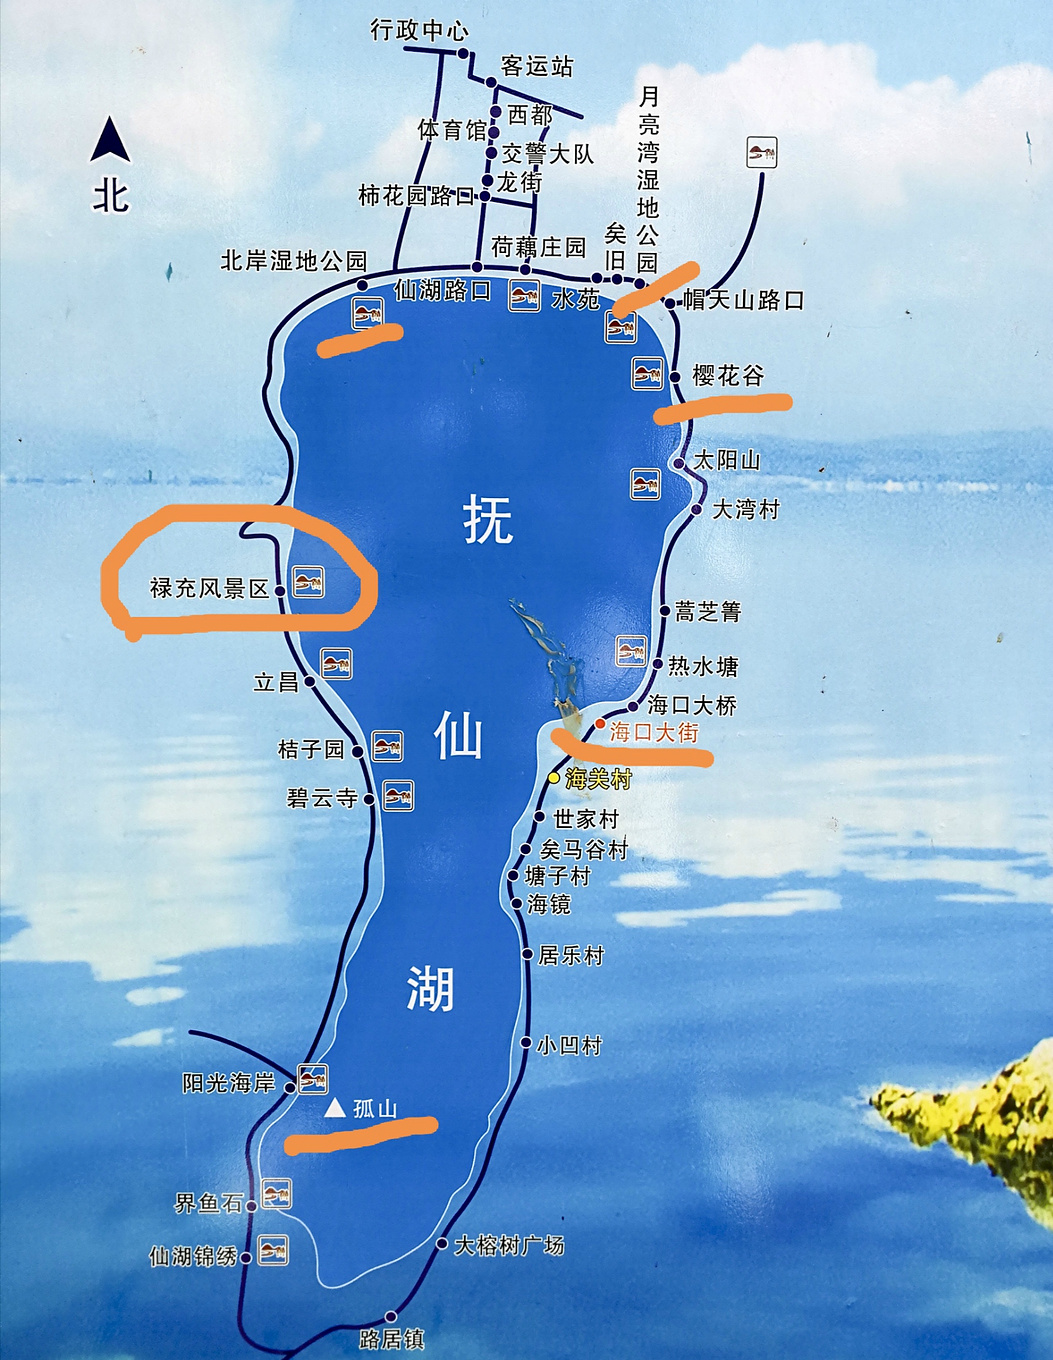 行政中心
客运站
西都
体育馆
交警大队
龙街
柿花园路口
月亮湾湿地公园
北
北岸湿地公园
荷藕庄园
矣旧
仙湖路口
水苑
帽天山路口
樱花谷
太阳山
大湾村
抚仙湖
禄充风景区
蒿芝箐
热水塘
立昌
海口大桥
海口大街
桔子园
海关村
碧云寺
世家村
矣马谷村
塘子村
海镜
居乐村
小凹村
阳光海岸
孤山
界鱼石
仙湖锦绣
大榕树广场
路居镇